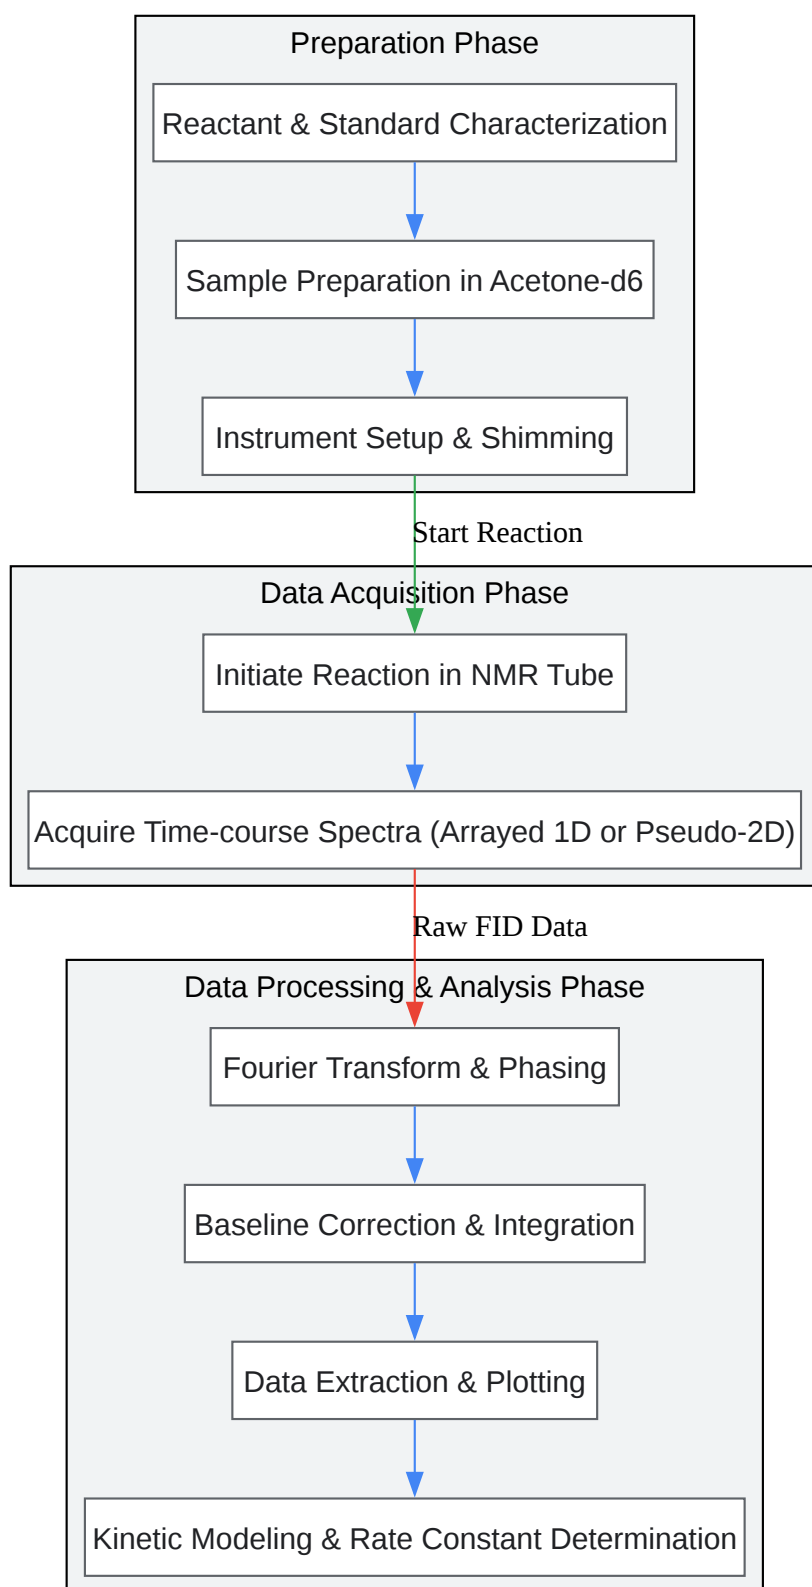 Preparation Phase
Reactant & Standard Characterization
Sample Preparation in Acetone-d6
Instrument Setup & Shimming
Start Reaction
Data Acquisition Phase
Initiate Reaction in NMR Tube
Acquire Time-course Spectra (Arrayed 1D or Pseudo-2D)
Raw FID Data
Data Processing & Analysis Phase
Fourier Transform & Phasing
Baseline Correction & Integration
Data Extraction & Plotting
Kinetic Modeling & Rate Constant Determination